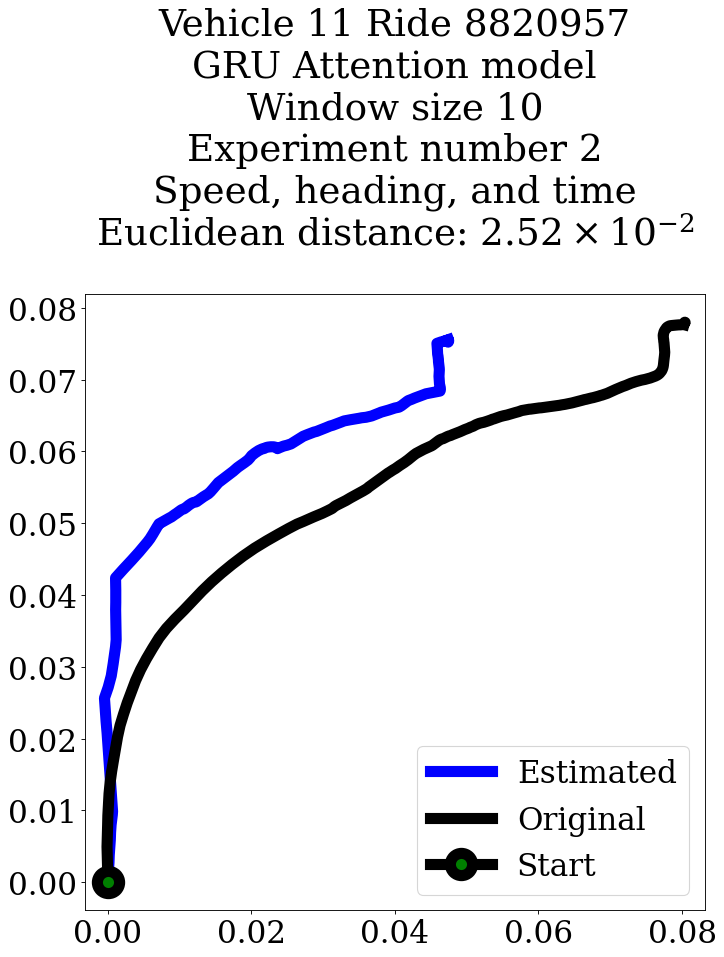 Vehicle 11 Ride 8820957
GRU Attention model
Window size 10
Experiment number 2
Speed, heading, and time
Euclidean distance: 2.52 × 10⁻²
0.08
0.07
0.06
0.05
0.04
0.03
0.02
0.01
0.00
Estimated
Original
Start
0.00 0.02 0.04 0.06 0.08